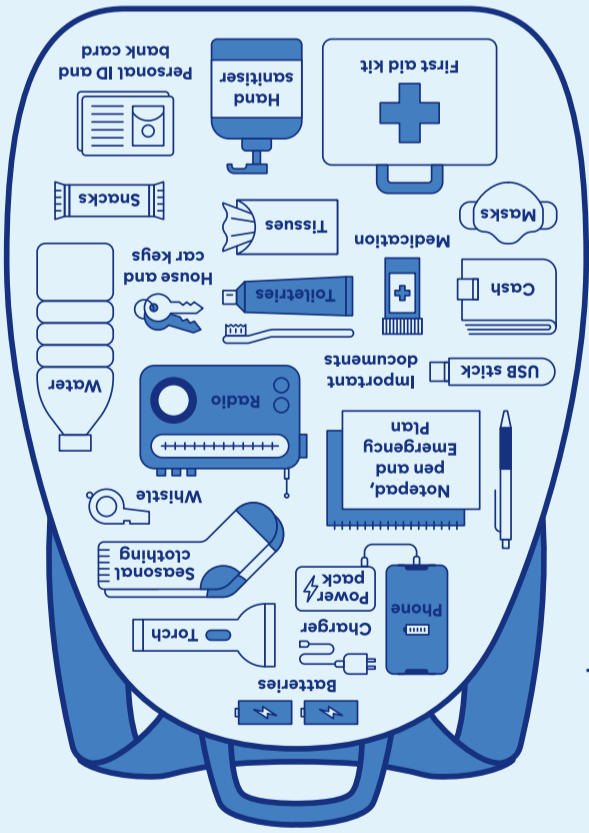 Batteries
Torch
Charger
Phone
Power
pack
Seasonal
clothing
Whistle
Notepad,
pen and
Emergency
Plan
Radio
Water
USB stick
Important
documents
House and
car keys
Toiletries
Medication
Cash
Snacks
Tissues
Masks
Personal ID and
bank card
Hand
sanitiser
First aid kit